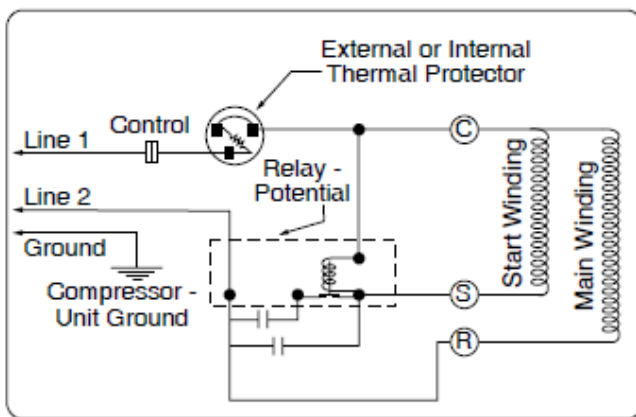 External or Internal
Thermal Protector
Control
Line 1
C
Relay -
Potential
Line 2
Ground
Start Winding
Main Winding
Compressor -
Unit Ground
S
R